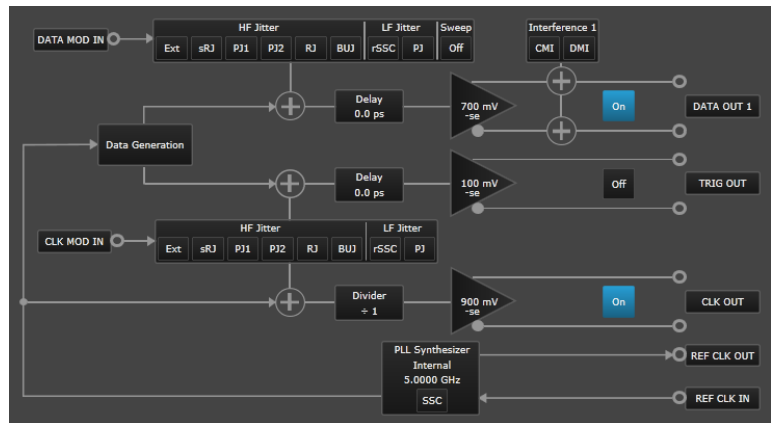 HF Jitter LF Jitter Sweep Interference 1
DATA MOD IN
Ext sRJ PJ1 PJ2 RJ BUJ rSSC PJ Off CMI DMI
Delay
0.0 ps
700 mV
-se
On
DATA OUT 1
Data Generation
Delay
0.0 ps
100 mV
-se
Off
TRIG OUT
HF Jitter LF Jitter
CLK MOD IN
Ext sRJ PJ1 PJ2 RJ BUJ rSSC PJ
Divider
÷ 1
900 mV
-se
On
CLK OUT
PLL Synthesizer
Internal
5.0000 GHz
SSC
REF CLK OUT
REF CLK IN